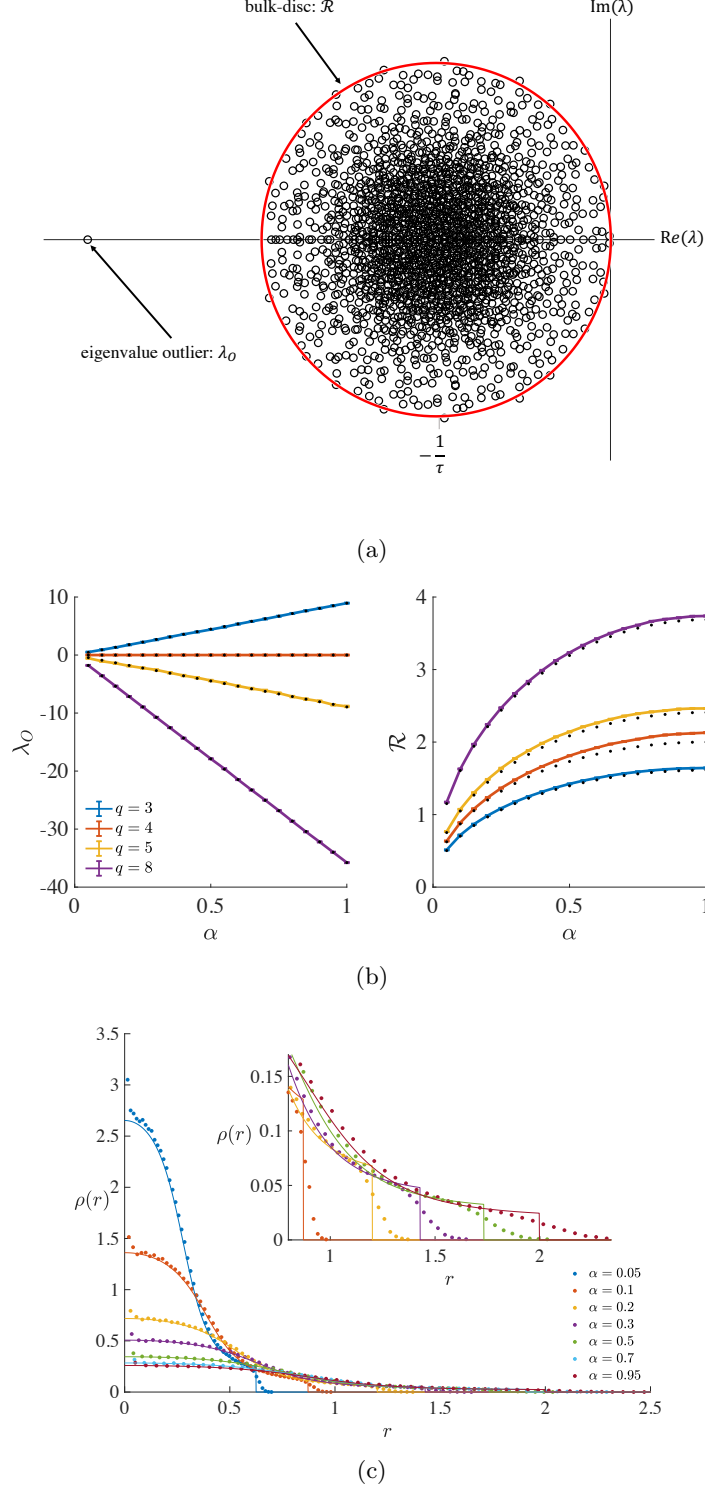 bulk-disc: ℛ
Im(λ)
Re(λ)
eigenvalue outlier: λ_O
−1/τ
(a)
10
0
-10
-20
-30
-40
λ_O
q = 3
q = 4
q = 5
q = 8
0
0.5
1
α
4
3
2
1
0
ℛ
0
0.5
1
α
(b)
3.5
3
2.5
2
1.5
1
0.5
0
ρ(r)
0
0.5
1
1.5
2
2.5
r
0.15
0.1
0.05
0
ρ(r)
1
1.5
2
r
α = 0.05
α = 0.1
α = 0.2
α = 0.3
α = 0.5
α = 0.7
α = 0.95
(c)